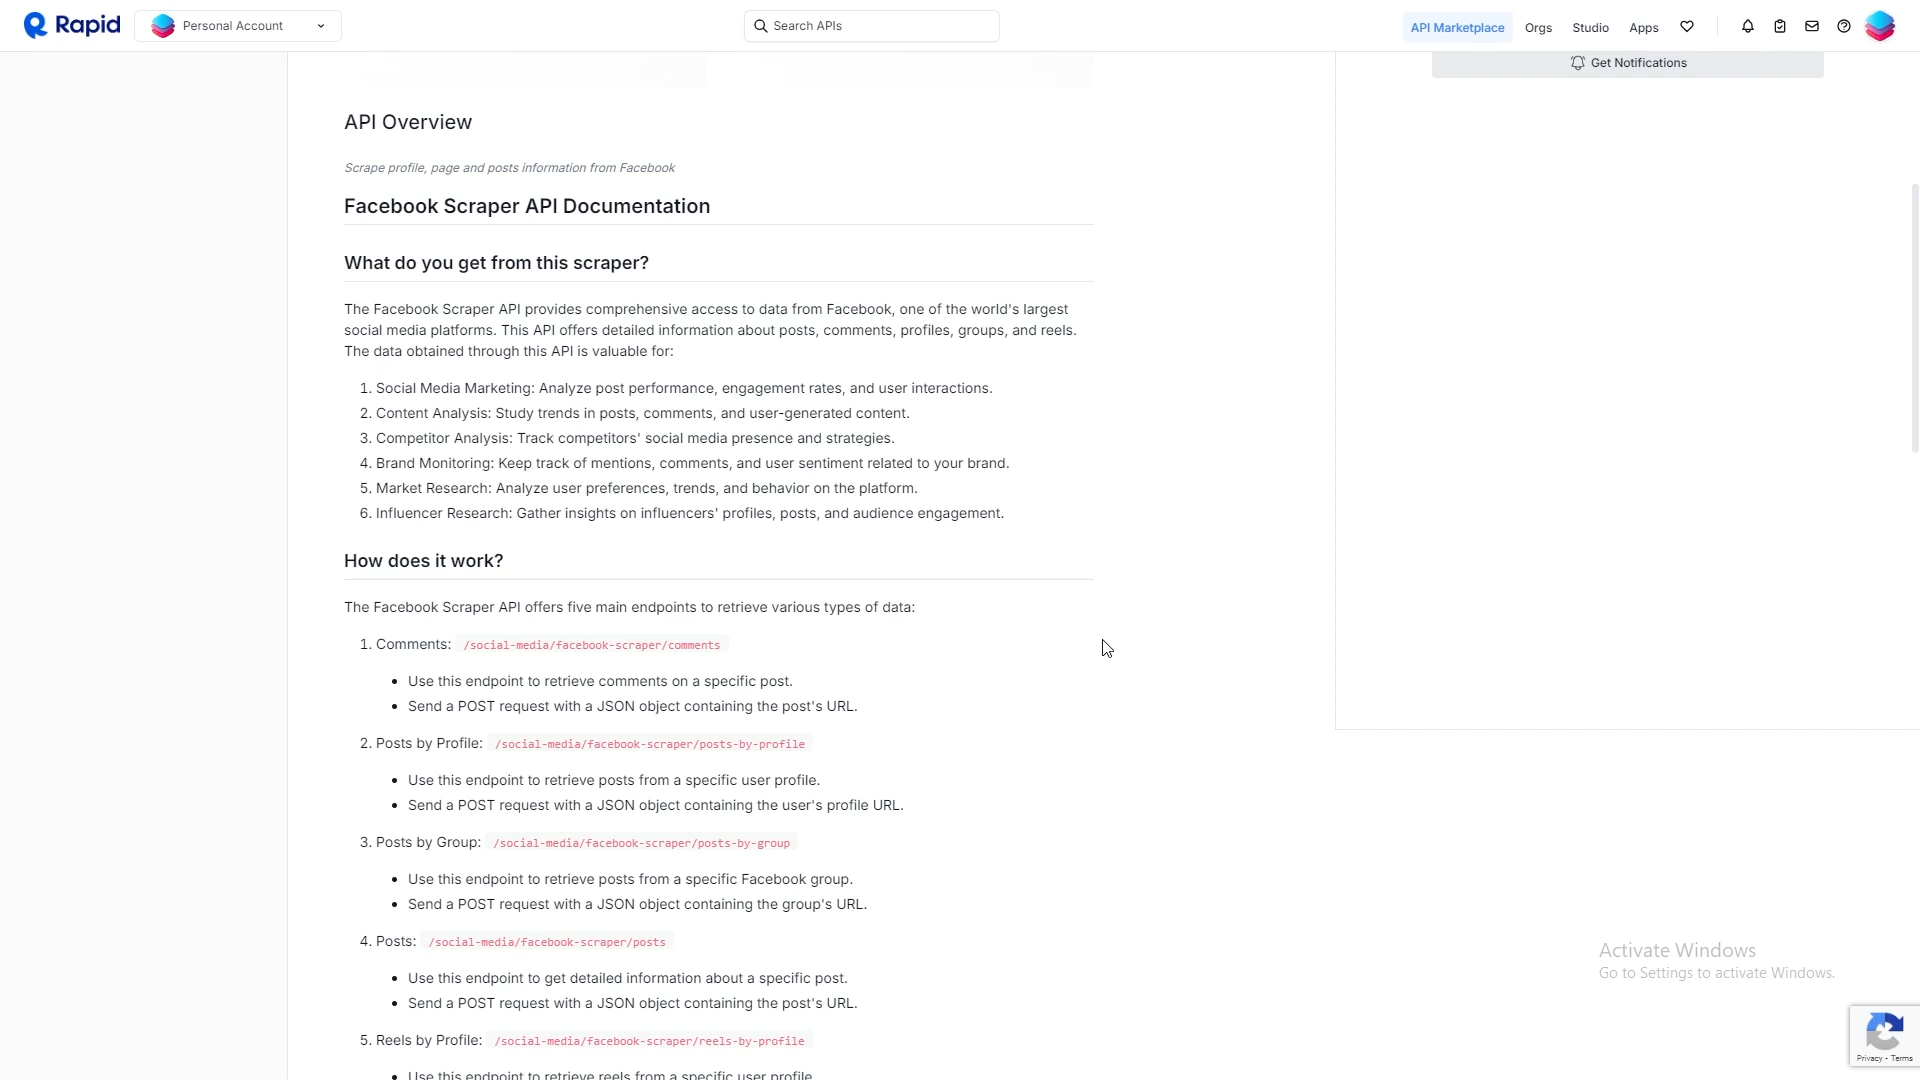 Rapid
Personal Account
Search APIs
API Marketplace
Orgs
Studio
Apps
Get Notifications
API Overview
Scrape profile, page and posts information from Facebook
Facebook Scraper API Documentation
What do you get from this scraper?
The Facebook Scraper API provides comprehensive access to data from Facebook, one of the world's largest
social media platforms. This API offers detailed information about posts, comments, profiles, groups, and reels.
The data obtained through this API is valuable for:
1. Social Media Marketing: Analyze post performance, engagement rates, and user interactions.
2. Content Analysis: Study trends in posts, comments, and user-generated content.
3. Competitor Analysis: Track competitors' social media presence and strategies.
4. Brand Monitoring: Keep track of mentions, comments, and user sentiment related to your brand.
5. Market Research: Analyze user preferences, trends, and behavior on the platform.
6. Influencer Research: Gather insights on influencers' profiles, posts, and audience engagement.
How does it work?
The Facebook Scraper API offers five main endpoints to retrieve various types of data:
1. Comments: /social-media/facebook-scraper/comments
• Use this endpoint to retrieve comments on a specific post.
• Send a POST request with a JSON object containing the post's URL.
2. Posts by Profile: /social-media/facebook-scraper/posts-by-profile
• Use this endpoint to retrieve posts from a specific user profile.
• Send a POST request with a JSON object containing the user's profile URL.
3. Posts by Group: /social-media/facebook-scraper/posts-by-group
• Use this endpoint to retrieve posts from a specific Facebook group.
• Send a POST request with a JSON object containing the group's URL.
4. Posts: /social-media/facebook-scraper/posts
• Use this endpoint to get detailed information about a specific post.
• Send a POST request with a JSON object containing the post's URL.
5. Reels by Profile: /social-media/facebook-scraper/reels-by-profile
• Use this endpoint to retrieve reels from a specific user profile.
Activate Windows
Go to Settings to activate Windows.
Privacy - Terms